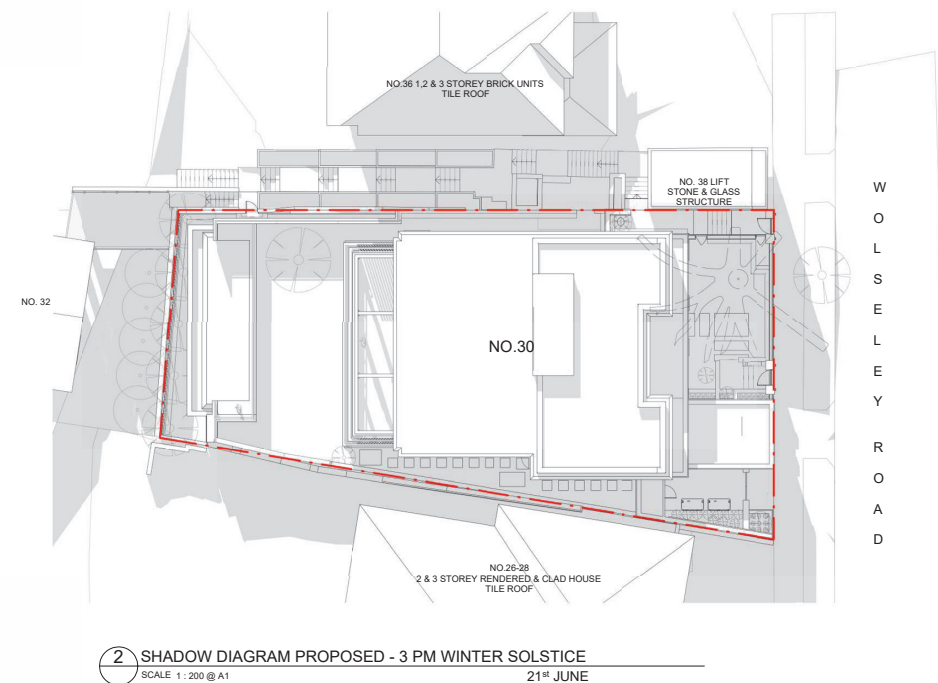 NO.36 1,2 & 3 STOREY BRICK UNITS
TILE ROOF
NO. 38 LIFT
STONE & GLASS
STRUCTURE
WOLSELEY ROAD
NO. 32
NO.30
NO.26-28
2 & 3 STOREY RENDERED & CLAD HOUSE
TILE ROOF
2 SHADOW DIAGRAM PROPOSED - 3 PM WINTER SOLSTICE
SCALE 1 : 200 @ A1 21st JUNE